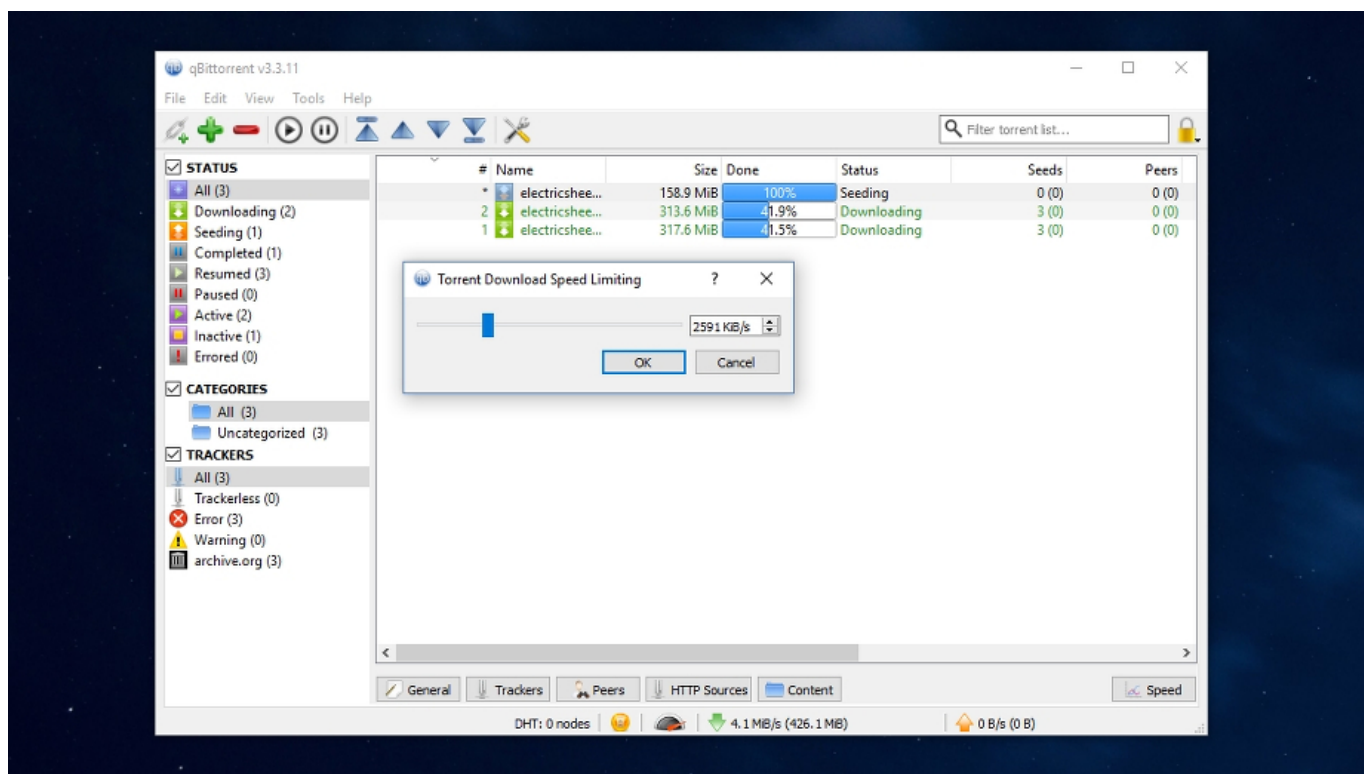 qBittorrent v3.3.11
File Edit View Tools Help
Filter torrent list...
STATUS
All (3)
Downloading (2)
Seeding (1)
Completed (1)
Resumed (3)
Paused (0)
Active (2)
Inactive (1)
Errored (0)
CATEGORIES
All (3)
Uncategorized (3)
TRACKERS
All (3)
Trackerless (0)
Error (3)
Warning (0)
archive.org (3)
# Name Size Done Status Seeds Peers
* electricshee... 158.9 MiB 100% Seeding 0 (0) 0 (0)
2 electricshee... 313.6 MiB 41.9% Downloading 3 (0) 0 (0)
1 electricshee... 317.6 MiB 41.5% Downloading 3 (0) 0 (0)
Torrent Download Speed Limiting ?
2591 KiB/s
OK Cancel
General Trackers Peers HTTP Sources Content Speed
DHT: 0 nodes 4.1 MiB/s (426.1 MiB) 0 B/s (0 B)